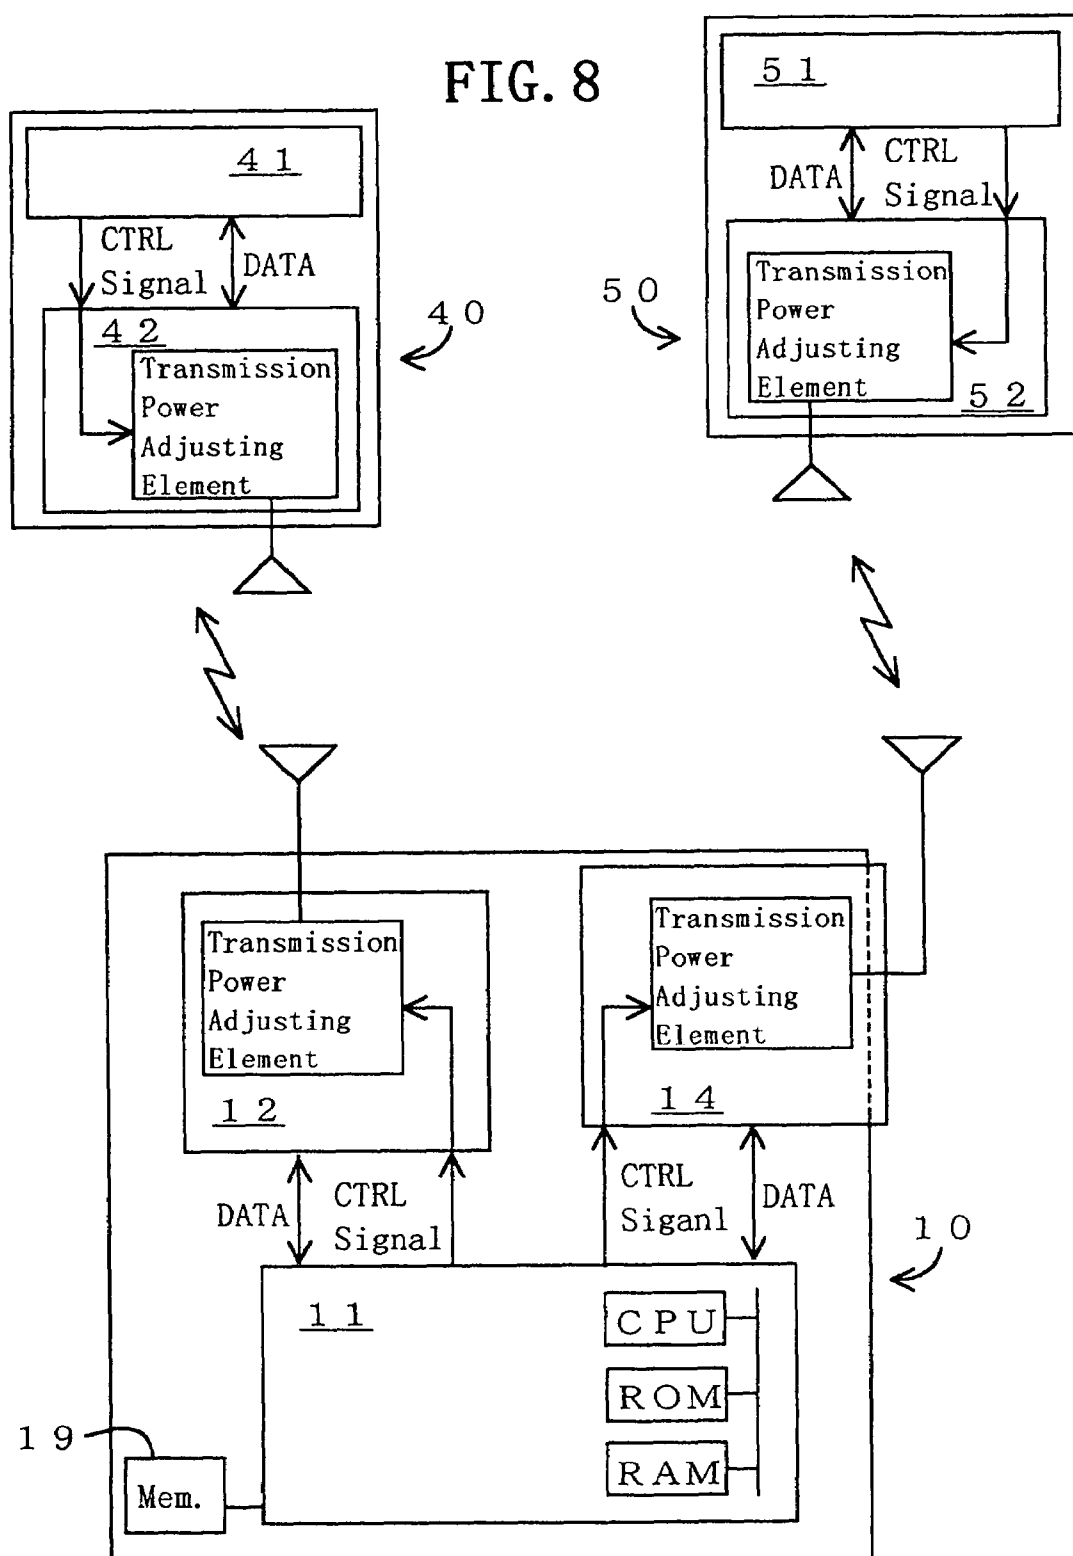 FIG. 8
51
DATA
CTRL
Signal
Transmission
Power
Adjusting
Element
52
50
41
CTRL
Signal
DATA
42
Transmission
Power
Adjusting
Element
40
Transmission
Power
Adjusting
Element
12
DATA
CTRL
Signal
Transmission
Power
Adjusting
Element
14
CTRL
Siganl
DATA
10
11
CPU
ROM
RAM
19
Mem.